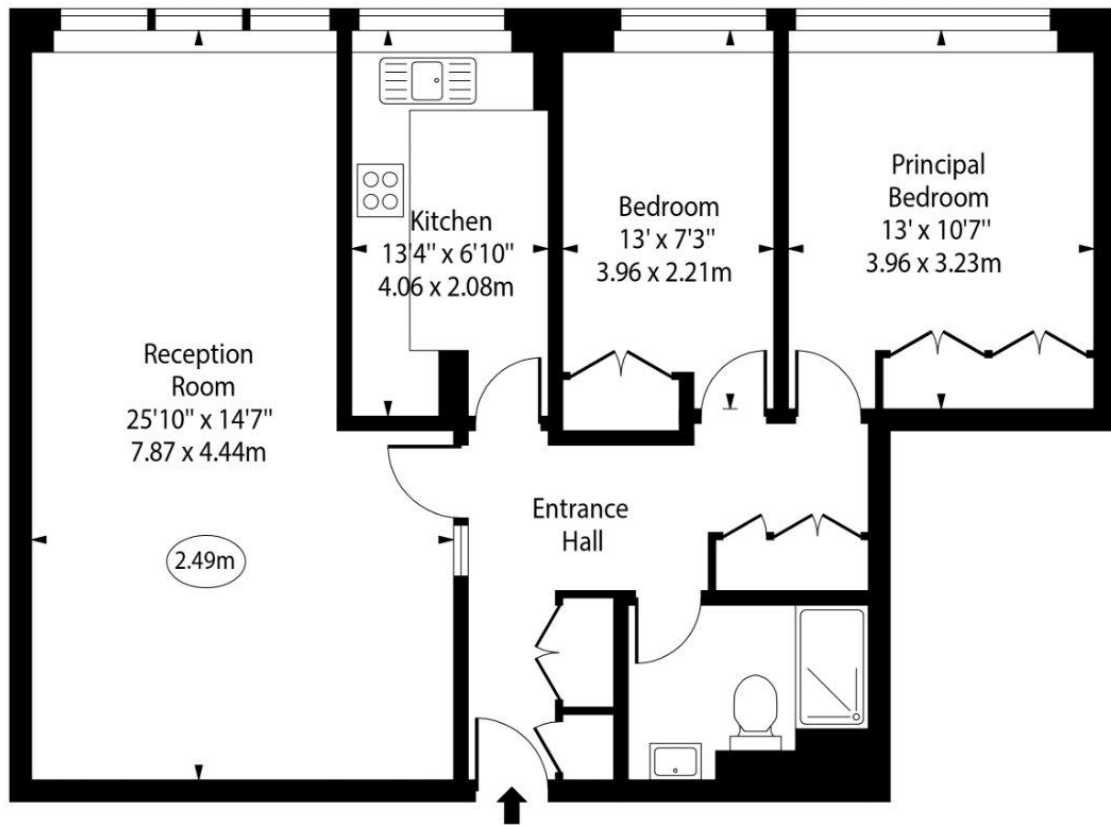 Reception
Room
25'10" x 14'7"
7.87 x 4.44m
2.49m
Kitchen
13'4" x 6'10"
4.06 x 2.08m
Bedroom
13' x 7'3"
3.96 x 2.21m
Principal
Bedroom
13' x 10'7"
3.96 x 3.23m
Entrance
Hall